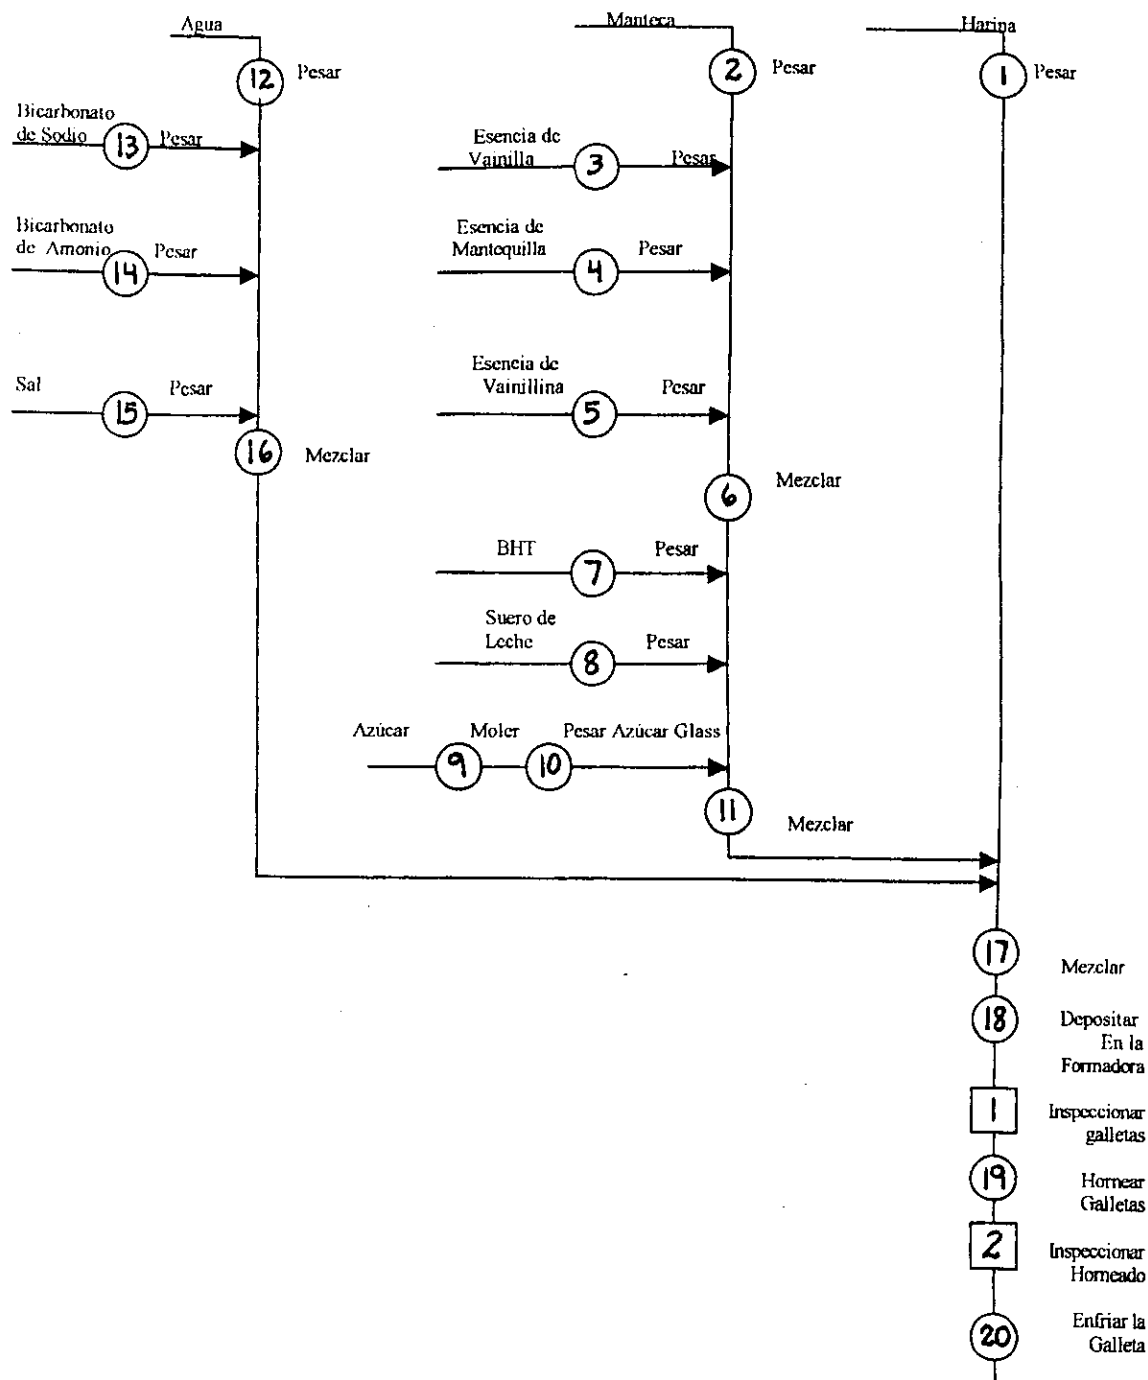 Agua
Manteca
Harina
12 Pesar
2 Pesar
1 Pesar
Bicarbonato
de Sodio 13 Pesar
Esencia de
Vainilla 3 Pesar
Bicarbonato
de Amonio 14 Pesar
Esencia de
Mantequilla 4 Pesar
Sal 15 Pesar
Esencia de
Vainillina 5 Pesar
16 Mezclar
6 Mezclar
BHT 7 Pesar
Suero de
Leche 8 Pesar
Azúcar 9 Moler 10 Pesar Azúcar Glass
11 Mezclar
17 Mezclar
18 Depositar
En la
Formadora
1 Inspeccionar
galletas
19 Hornear
Galletas
2 Inspeccionar
Horneado
20 Enfriar la
Galleta